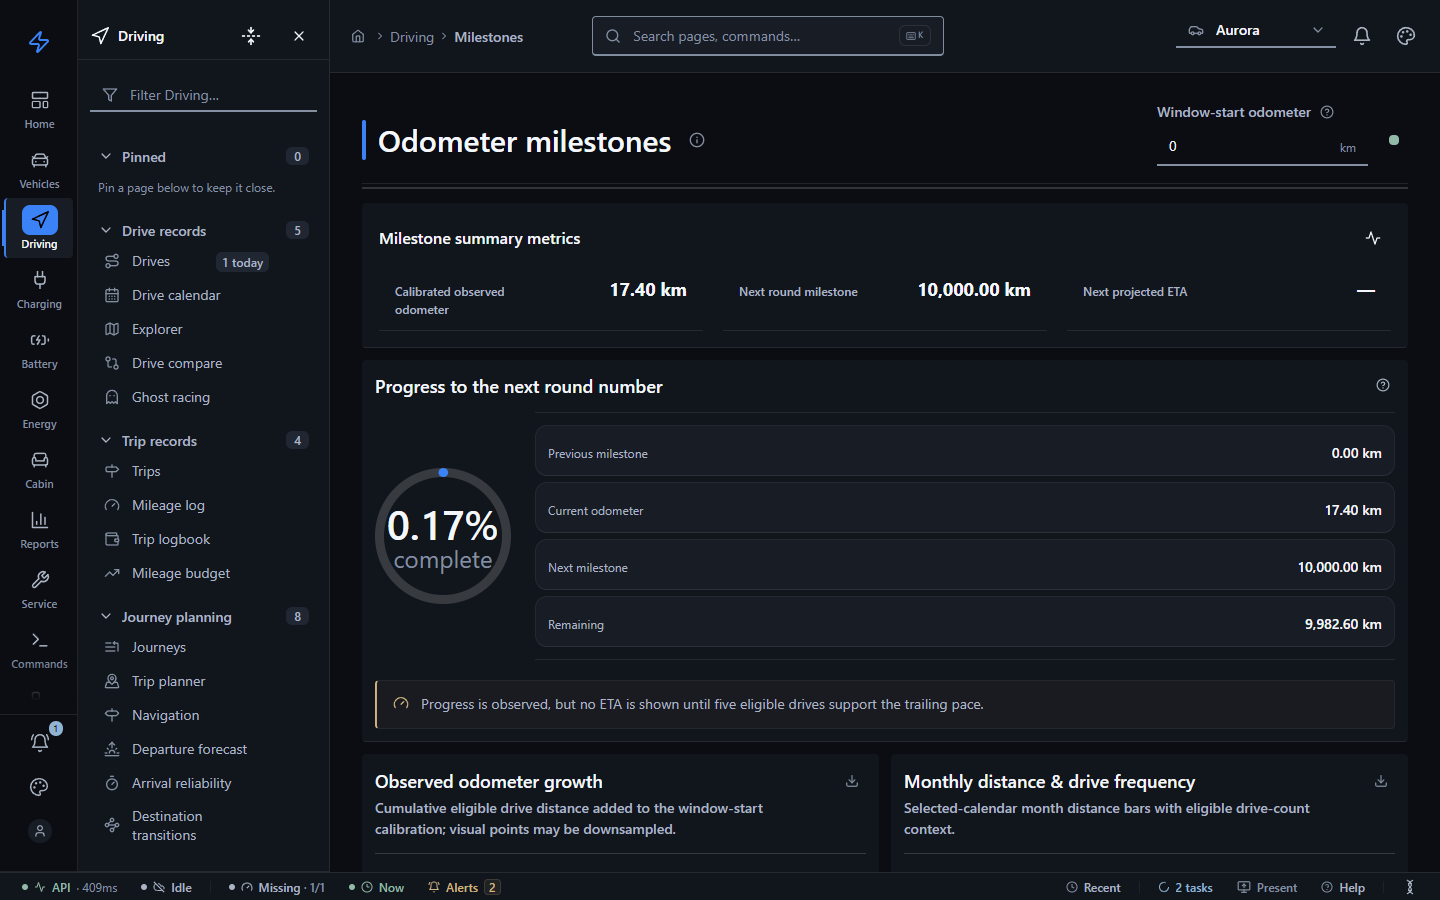 Home
Vehicles
Driving
Charging
Battery
Energy
Cabin
Reports
Service
Commands
1
Driving
Filter Driving...
Pinned 0
Pin a page below to keep it close.
Drive records 5
Drives 1 today
Drive calendar
Explorer
Drive compare
Ghost racing
Trip records 4
Trips
Mileage log
Trip logbook
Mileage budget
Journey planning 8
Journeys
Trip planner
Navigation
Departure forecast
Arrival reliability
Destination
transitions
Driving Milestones
Search pages, commands... K
Aurora
Odometer milestones
Window-start odometer
0 km
Milestone summary metrics
Calibrated observed
odometer
17.40 km
Next round milestone 10,000.00 km
Next projected ETA —
Progress to the next round number
0.17%
complete
Previous milestone 0.00 km
Current odometer 17.40 km
Next milestone 10,000.00 km
Remaining 9,982.60 km
Progress is observed, but no ETA is shown until five eligible drives support the trailing pace.
Observed odometer growth
Cumulative eligible drive distance added to the window-start
calibration; visual points may be downsampled.
Monthly distance & drive frequency
Selected-calendar month distance bars with eligible drive-count
context.
API · 409ms Idle Missing · 1/1 Now Alerts 2 Recent 2 tasks Present Help